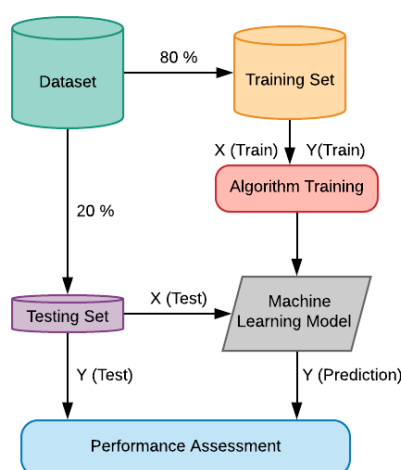 80 %
Dataset
Training Set
X (Train)
Y(Train)
Algorithm Training
20 %
X (Test)
Machine
Learning Model
Testing Set
Y (Test)
Y (Prediction)
Performance Assessment